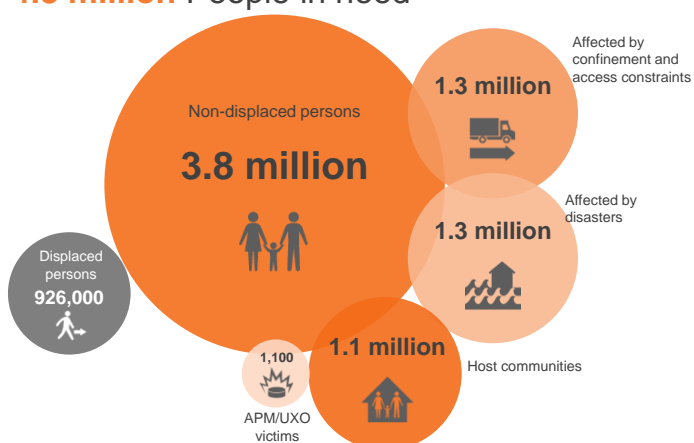 million People in need
Affected by
confinement and
access constraints
1.3 million
Non-displaced persons
3.8 million
Affected by
disasters
1.3 million
Displaced
persons
926,000
1,100
1.1 million
Host communities
APM/UXO
victims